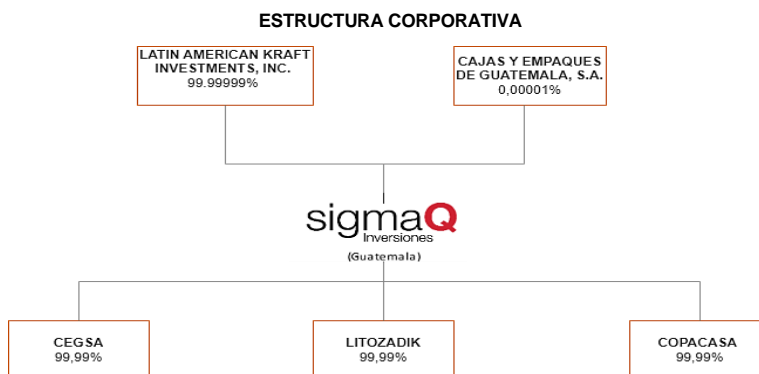 ESTRUCTURA CORPORATIVA
LATIN AMERICAN KRAFT
INVESTMENTS, INC.
99.99999%
CAJAS Y EMPAQUES
DE GUATEMALA, S.A.
0,00001%
sigmaQ
Inversiones
(Guatemala)
CEGSA
99,99%
LITOZADIK
99,99%
COPACASA
99,99%